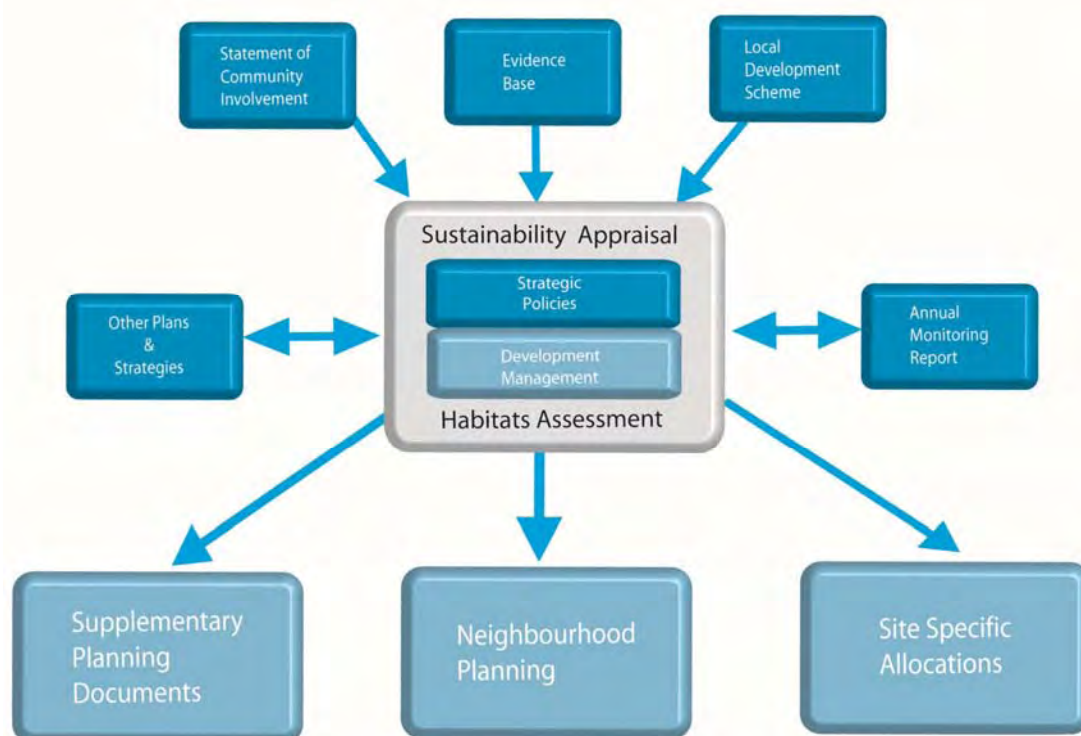 Statement of
Community
Involvement
Evidence
Base
Local
Development
Scheme
Sustainability Appraisal
Strategic
Policies
Other Plans
&
Strategies
Development
Management
Annual
Monitoring
Report
Habitats Assessment
Supplementary
Planning
Documents
Neighbourhood
Planning
Site Specific
Allocations